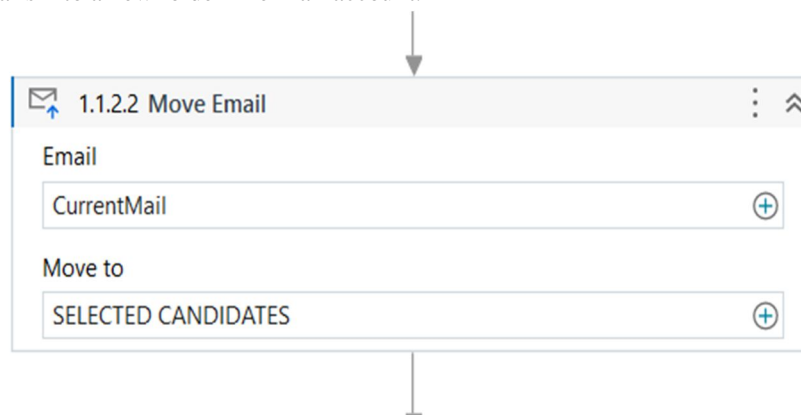 1.1.2.2 Move Email
Email
CurrentMail
Move to
SELECTED CANDIDATES